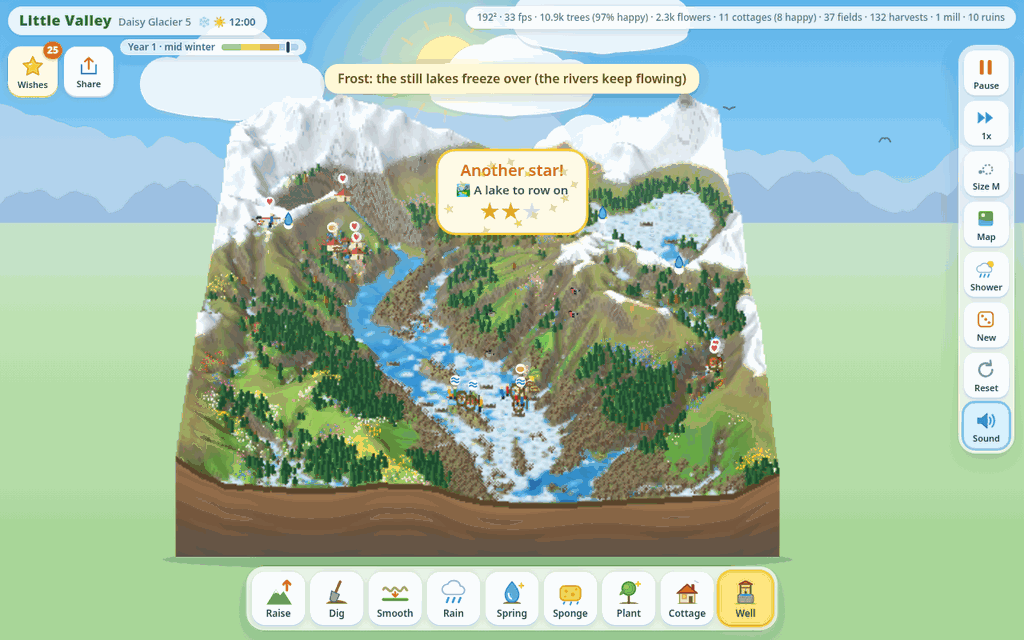 Little Valley Daisy Glacier 5 12:00
192² · 33 fps · 10.9k trees (97% happy) · 2.3k flowers · 11 cottages (8 happy) · 37 fields · 132 harvests · 1 mill · 10 ruins
Year 1 · mid winter
25
Wishes
Share
Frost: the still lakes freeze over (the rivers keep flowing)
Another star!
A lake to row on
Pause
1x
Size M
Map
Shower
New
Reset
Sound
Raise
Dig
Smooth
Rain
Spring
Sponge
Plant
Cottage
Well